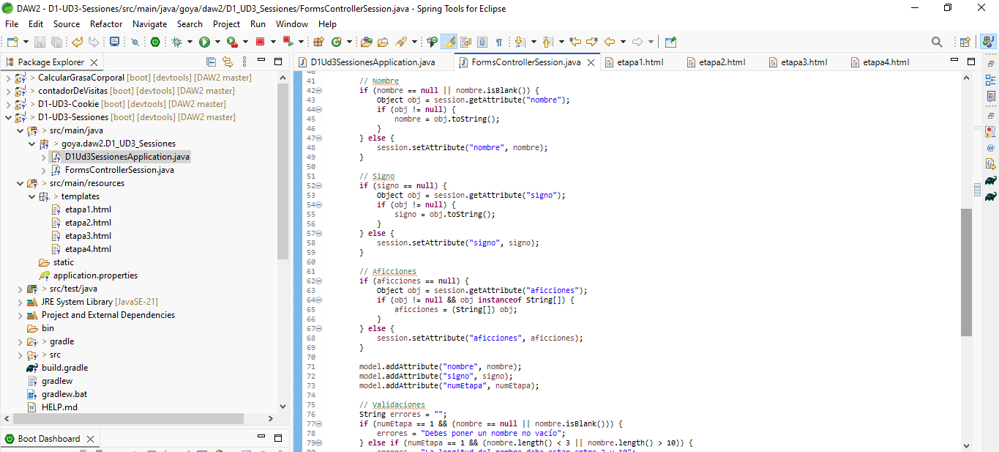 DAW2 - D1-UD3-Sessiones/src/main/java/goya/daw2/D1_UD3_Sessiones/FormsControllerSession.java - Spring Tools for Eclipse
File Edit Source Refactor Navigate Search Project Run Window Help
Package Explorer
CalcularGrasaCorporal [boot] [devtools] [DAW2 master]
contadorDeVisitas [boot] [devtools] [DAW2 master]
D1-UD3-Cookie [boot] [devtools] [DAW2 master]
D1-UD3-Sessiones [boot] [devtools] [DAW2 master]
src/main/java
goya.daw2.D1_UD3_Sessiones
D1Ud3SessionesApplication.java
FormsControllerSession.java
src/main/resources
templates
etapa1.html
etapa2.html
etapa3.html
etapa4.html
static
application.properties
src/test/java
JRE System Library [JavaSE-21]
Project and External Dependencies
bin
gradle
src
build.gradle
gradlew
gradlew.bat
HELP.md
Boot Dashboard
D1Ud3SessionesApplication.java FormsControllerSession.java etapa1.html etapa2.html etapa3.html etapa4.html
40
41 // Nombre
42 if (nombre == null || nombre.isBlank()) {
43 Object obj = session.getAttribute("nombre");
44 if (obj != null) {
45 nombre = obj.toString();
46 }
47 } else {
48 session.setAttribute("nombre", nombre);
49 }
50
51 // Signo
52 if (signo == null) {
53 Object obj = session.getAttribute("signo");
54 if (obj != null) {
55 signo = obj.toString();
56 }
57 } else {
58 session.setAttribute("signo", signo);
59 }
60
61 // Aficciones
62 if (aficciones == null) {
63 Object obj = session.getAttribute("aficciones");
64 if (obj != null && obj instanceof String[]) {
65 aficciones = (String[]) obj;
66 }
67 } else {
68 session.setAttribute("aficciones", aficciones);
69 }
70
71 model.addAttribute("nombre", nombre);
72 model.addAttribute("signo", signo);
73 model.addAttribute("numEtapa", numEtapa);
74
75 // Validaciones
76 String errores = "";
77 if (numEtapa == 1 && (nombre == null || nombre.isBlank())) {
78 errores = "Debes poner un nombre no vacío";
79 } else if (numEtapa == 1 && (nombre.length() < 3 || nombre.length() > 10)) {
80 errores = "La longitud del nombre debe estar entre 3 y 10";